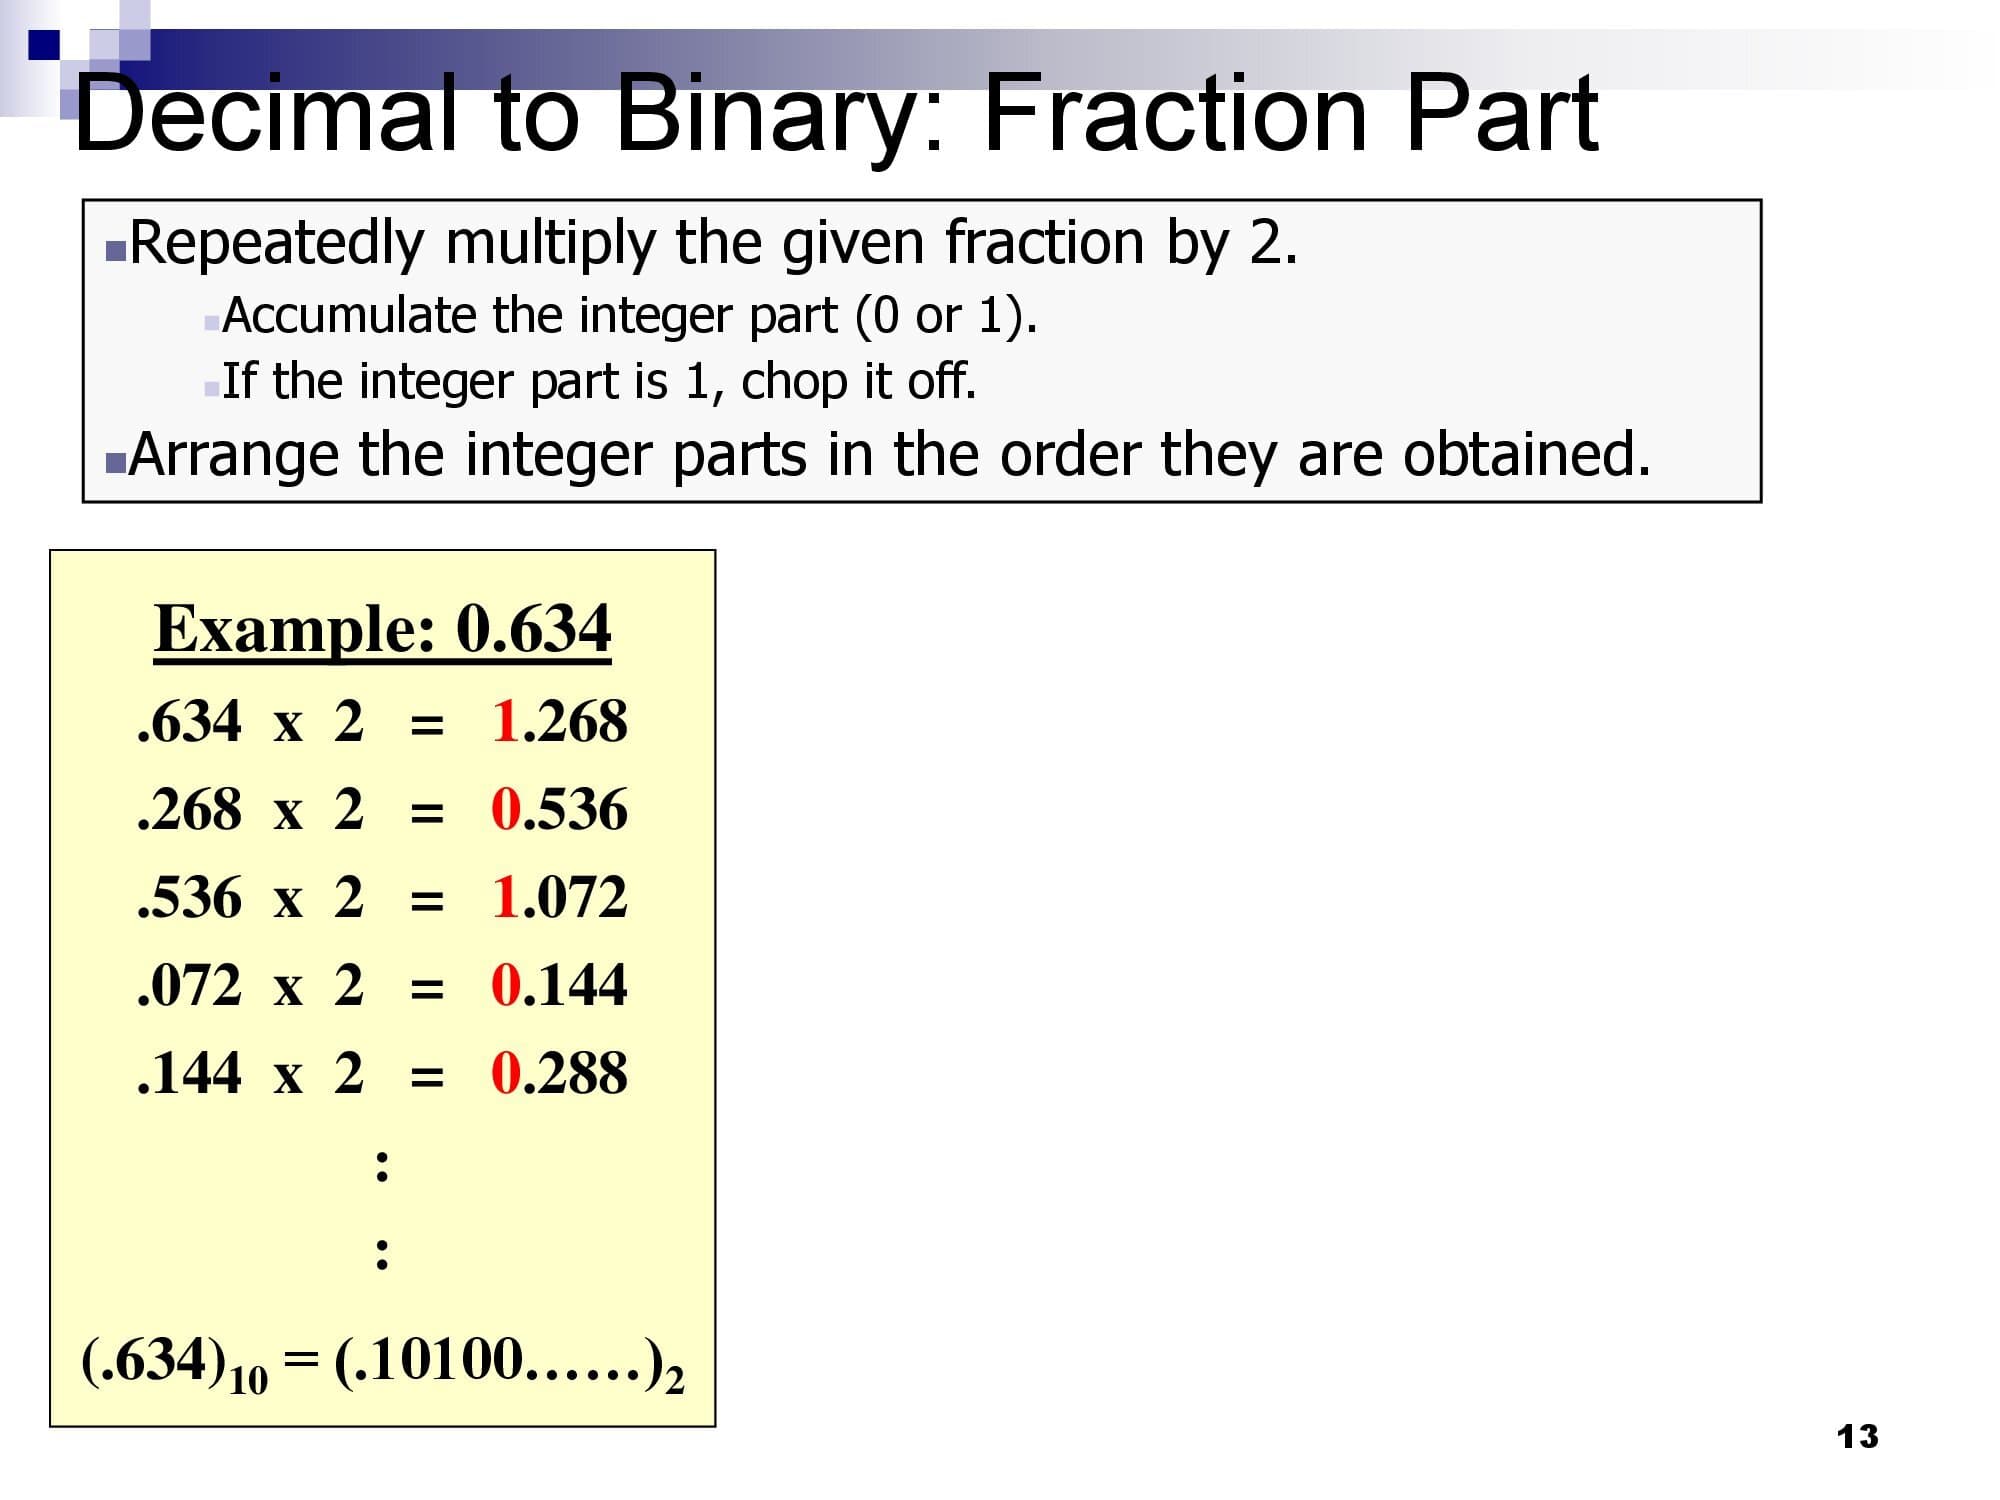 Decimal to Binary: Fraction Part
Repeatedly multiply the given fraction by 2.
Accumulate the integer part (0 or 1).
If the integer part is 1, chop it off.
Arrange the integer parts in the order they are obtained.
Example: 0.634
.634 x 2 = 1.268
.268 x 2 = 0.536
.536 x 2 = 1.072
.072 x 2 = 0.144
.144 x 2 = 0.288
:
:
(.634)₁₀ = (.10100……)₂
13